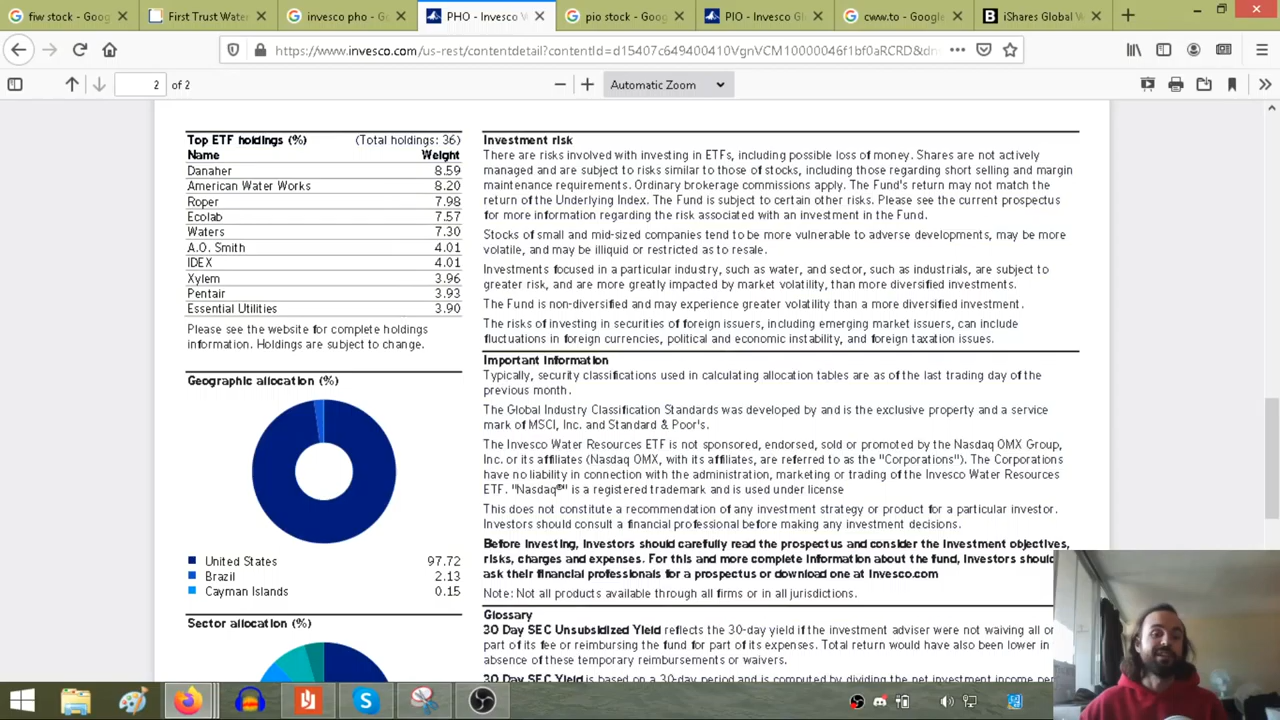 fiw stock - Goog
First Trust Wate
invesco pho - Go
PHO - Invesco W
pio stock - Goog
PIO - Invesco Gl
cww.to - Google
iShares Global W
https://www.invesco.com/us-rest/contentdetail?contentId=d15407c649400410VgnVCM10000046f1bf0aRCRD&dn
2 of 2
Automatic Zoom
Top ETF holdings (%) (Total holdings: 36)
Name Weight
Danaher 8.59
American Water Works 8.20
Roper 7.98
Ecolab 7.57
Waters 7.30
A.O. Smith 4.01
IDEX 4.01
Xylem 3.96
Pentair 3.93
Essential Utilities 3.90
Please see the website for complete holdings
information. Holdings are subject to change.
Geographic allocation (%)
United States 97.72
Brazil 2.13
Cayman Islands 0.15
Sector allocation (%)
Investment risk
There are risks involved with investing in ETFs, including possible loss of money. Shares are not actively
managed and are subject to risks similar to those of stocks, including those regarding short selling and margin
maintenance requirements. Ordinary brokerage commissions apply. The Fund's return may not match the
return of the Underlying Index. The Fund is subject to certain other risks. Please see the current prospectus
for more information regarding the risk associated with an investment in the Fund.
Stocks of small and mid-sized companies tend to be more vulnerable to adverse developments, may be more
volatile, and may be illiquid or restricted as to resale.
Investments focused in a particular industry, such as water, and sector, such as industrials, are subject to
greater risk, and are more greatly impacted by market volatility, than more diversified investments.
The Fund is non-diversified and may experience greater volatility than a more diversified investment.
The risks of investing in securities of foreign issuers, including emerging market issuers, can include
fluctuations in foreign currencies, political and economic instability, and foreign taxation issues.
Important Information
Typically, security classifications used in calculating allocation tables are as of the last trading day of the
previous month.
The Global Industry Classification Standards was developed by and is the exclusive property and a service
mark of MSCI, Inc. and Standard & Poor's.
The Invesco Water Resources ETF is not sponsored, endorsed, sold or promoted by the Nasdaq OMX Group,
Inc. or its affiliates (Nasdaq OMX, with its affiliates, are referred to as the "Corporations"). The Corporations
have no liability in connection with the administration, marketing or trading of the Invesco Water Resources
ETF. "Nasdaq®" is a registered trademark and is used under license
This does not constitute a recommendation of any investment strategy or product for a particular investor.
Investors should consult a financial professional before making any investment decisions.
Before investing, investors should carefully read the prospectus and consider the investment objectives,
risks, charges and expenses. For this and more complete information about the fund, investors shoul
ask their financial professionals for a prospectus or download one at invesco.com
Note: Not all products available through all firms or in all jurisdictions.
Glossary
30 Day SEC Unsubsidized Yield reflects the 30-day yield if the investment adviser were not waiving all or
part of its fee or reimbursing the fund for part of its expenses. Total return would have also been lower in
absence of these temporary reimbursements or waivers.
30 Day SEC Yield is based on a 30-day period and is computed by dividing the net investment income pe